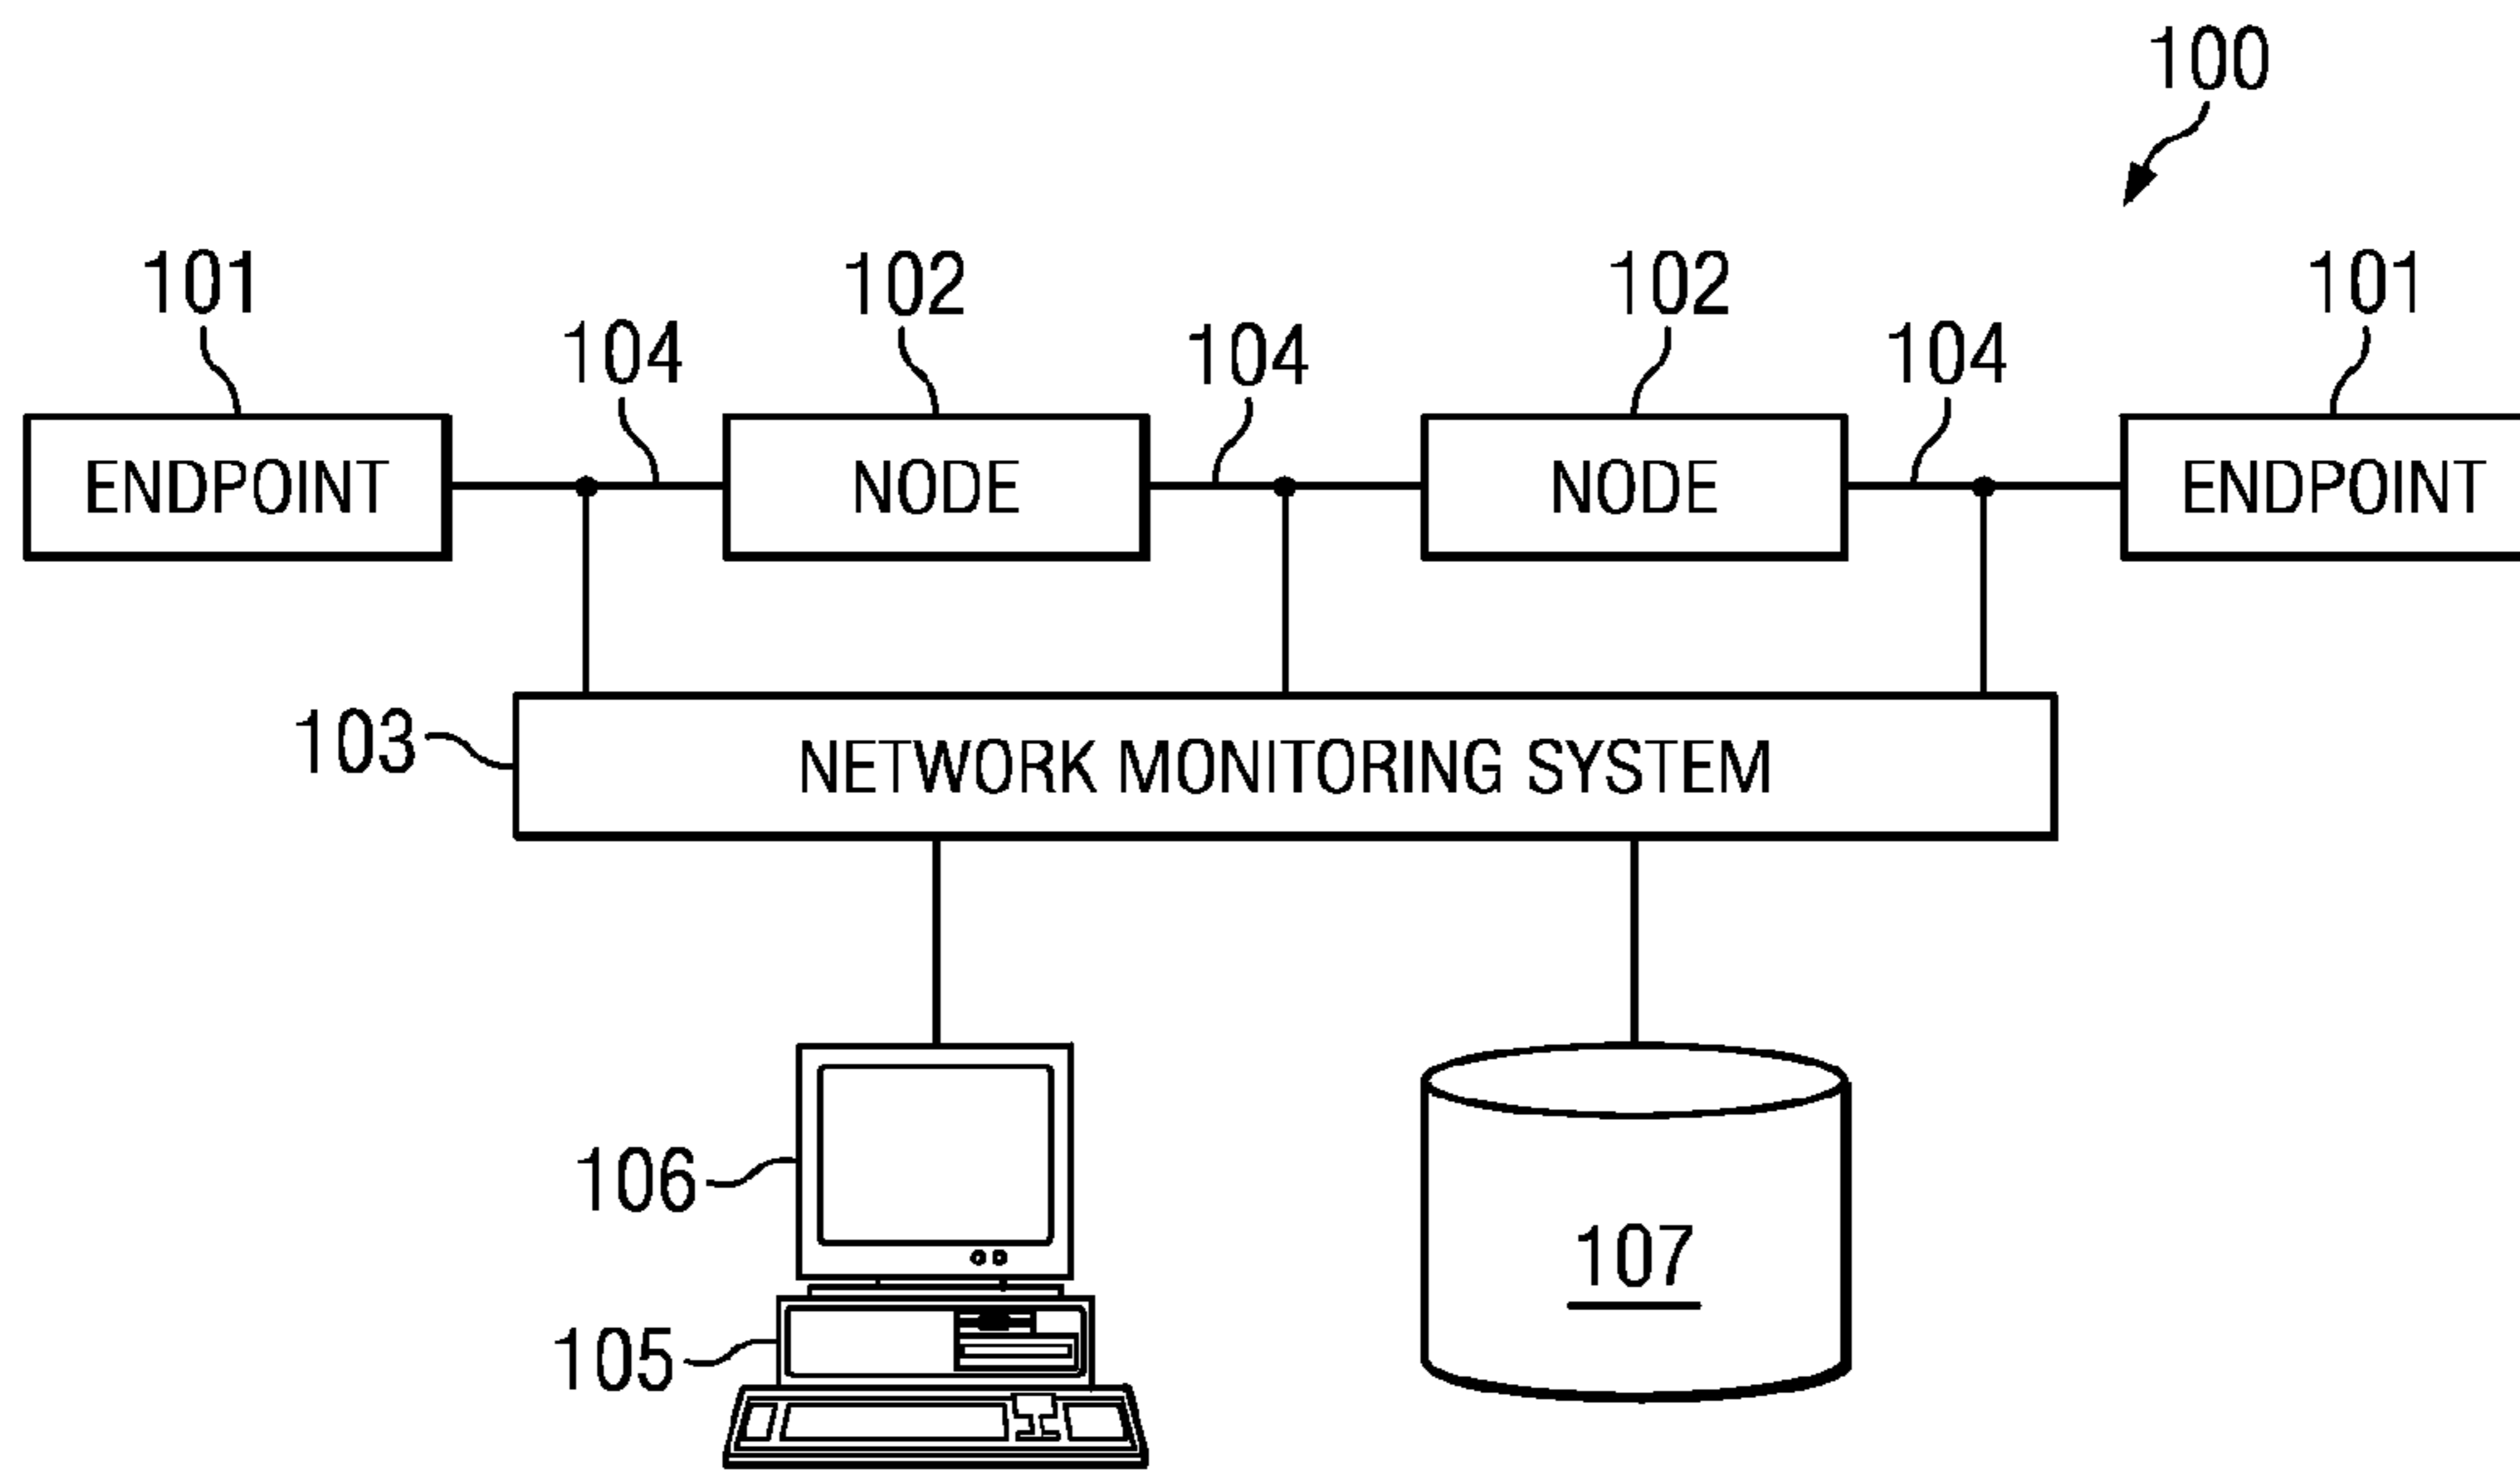 100
101
102
102
101
104
104
104
ENDPOINT
NODE
NODE
ENDPOINT
103
NETWORK MONITORING SYSTEM
106
107
105